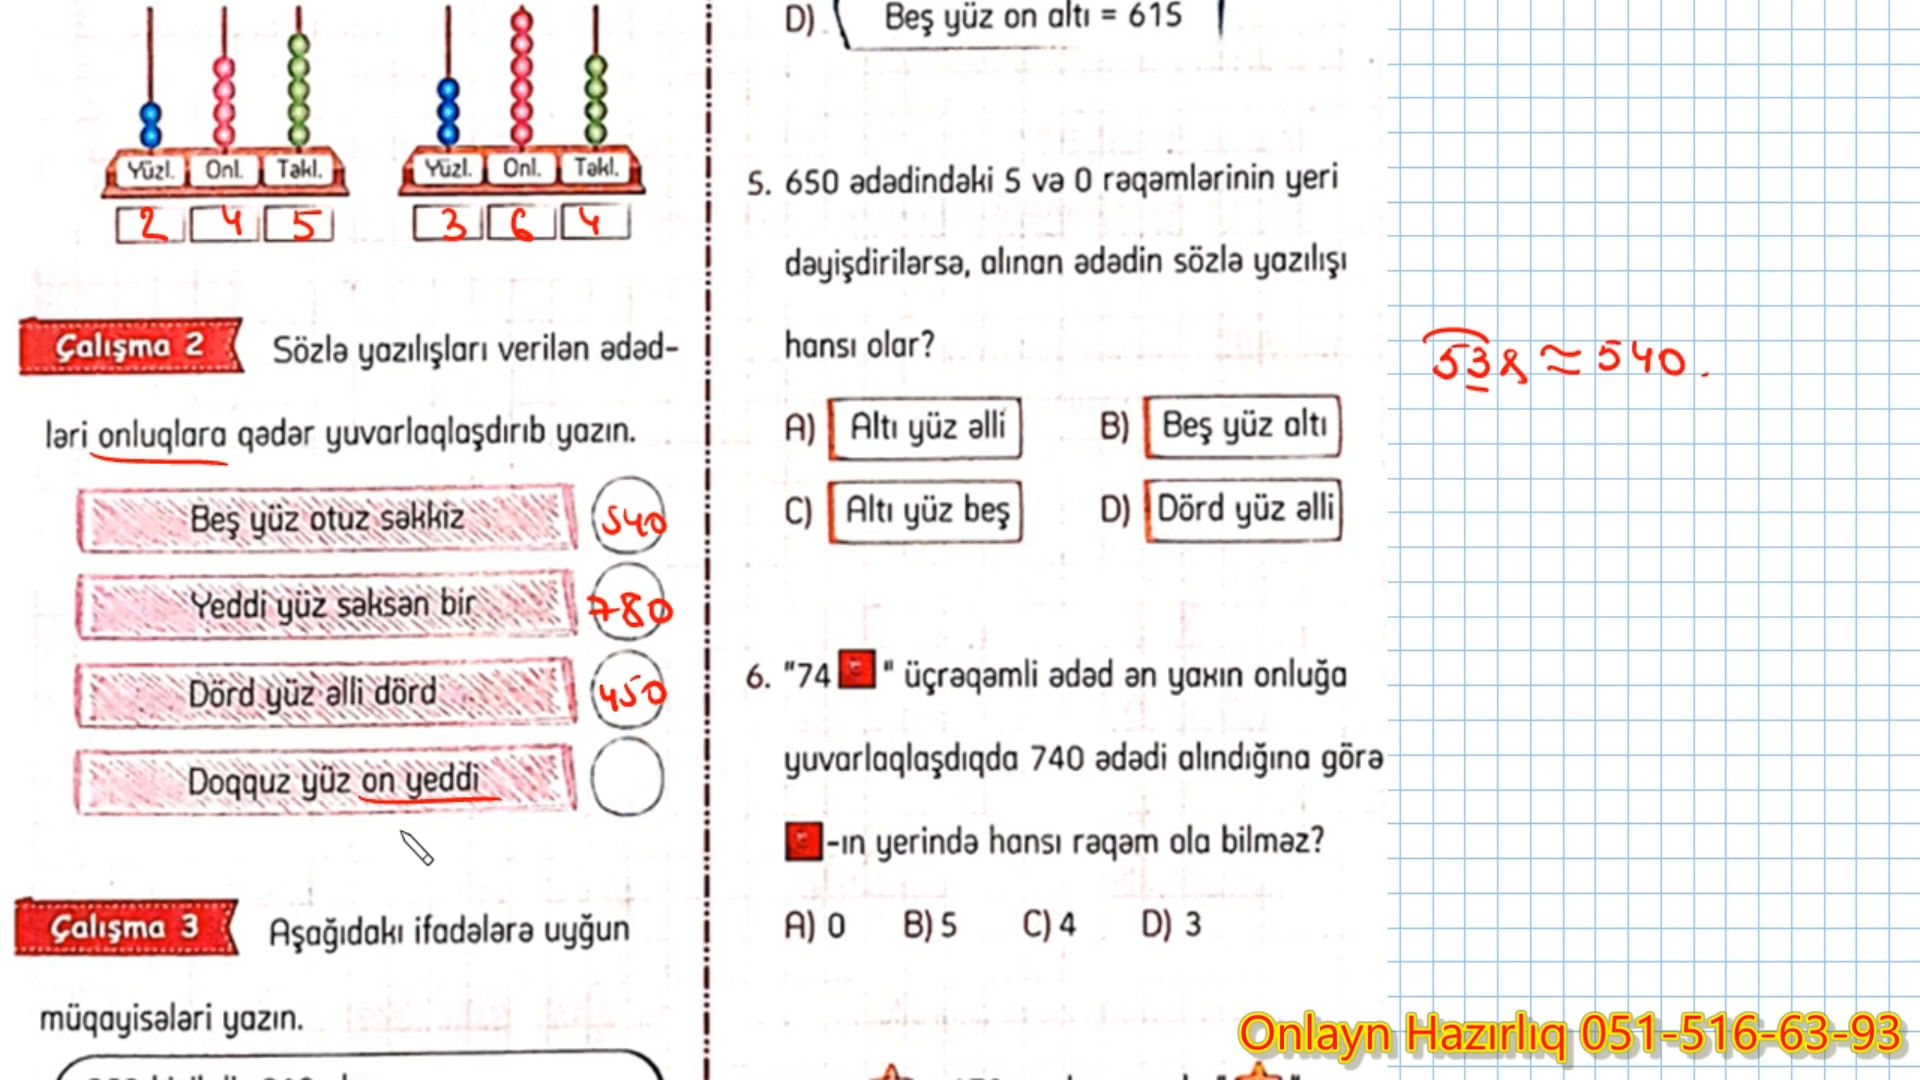 Yüzl. Onl. Təkl.
2 4 5
Yüzl. Onl. Təkl.
3 6 4
Çalışma 2 Sözlə yazılışları verilən ədəd-
ləri onluqlara qədər yuvarlaqlaşdırıb yazın.
Beş yüz otuz səkkiz 540
Yeddi yüz səksən bir 780
Dörd yüz əlli dörd 450
Doqquz yüz on yeddi
Çalışma 3 Aşağıdakı ifadələrə uyğun
müqayisələri yazın.
D) Beş yüz on altı = 615
5. 650 ədədindəki 5 və 0 rəqəmlərinin yeri
dəyişdirilərsə, alınan ədədin sözlə yazılışı
hansı olar?
A) Altı yüz əlli B) Beş yüz altı
C) Altı yüz beş D) Dörd yüz əlli
6. "74 " üçrəqəmli ədəd ən yaxın onluğa
yuvarlaqlaşdıqda 740 ədədi alındığına görə
-ın yerində hansı rəqəm ola bilməz?
A) 0 B) 5 C) 4 D) 3
538 ≈ 540.
Onlayn Hazırlıq 051-516-63-93